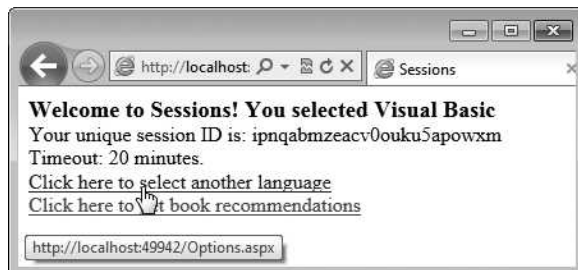 http://localhost:
Sessions
Welcome to Sessions! You selected Visual Basic
Your unique session ID is: ipnqabmzeacv0ouku5apowxm
Timeout: 20 minutes.
Click here to select another language
Click here to book recommendations
http://localhost:49942/Options.aspx